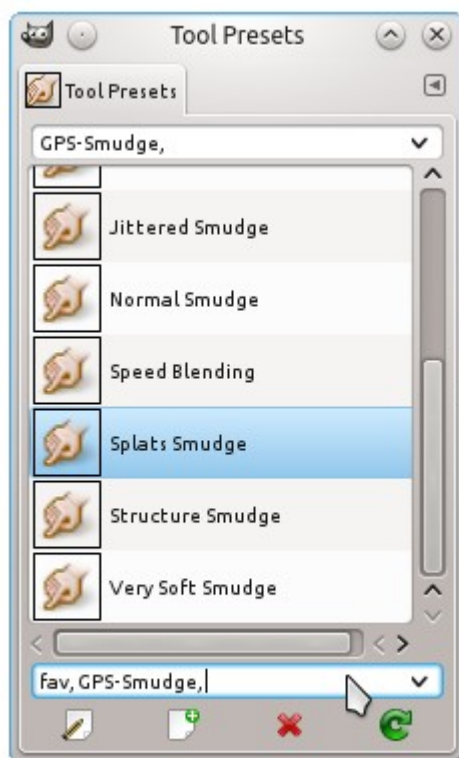 Tool Presets
Tool Presets
GPS-Smudge,
Jittered Smudge
Normal Smudge
Speed Blending
Splats Smudge
Structure Smudge
Very Soft Smudge
fav, GPS-Smudge,